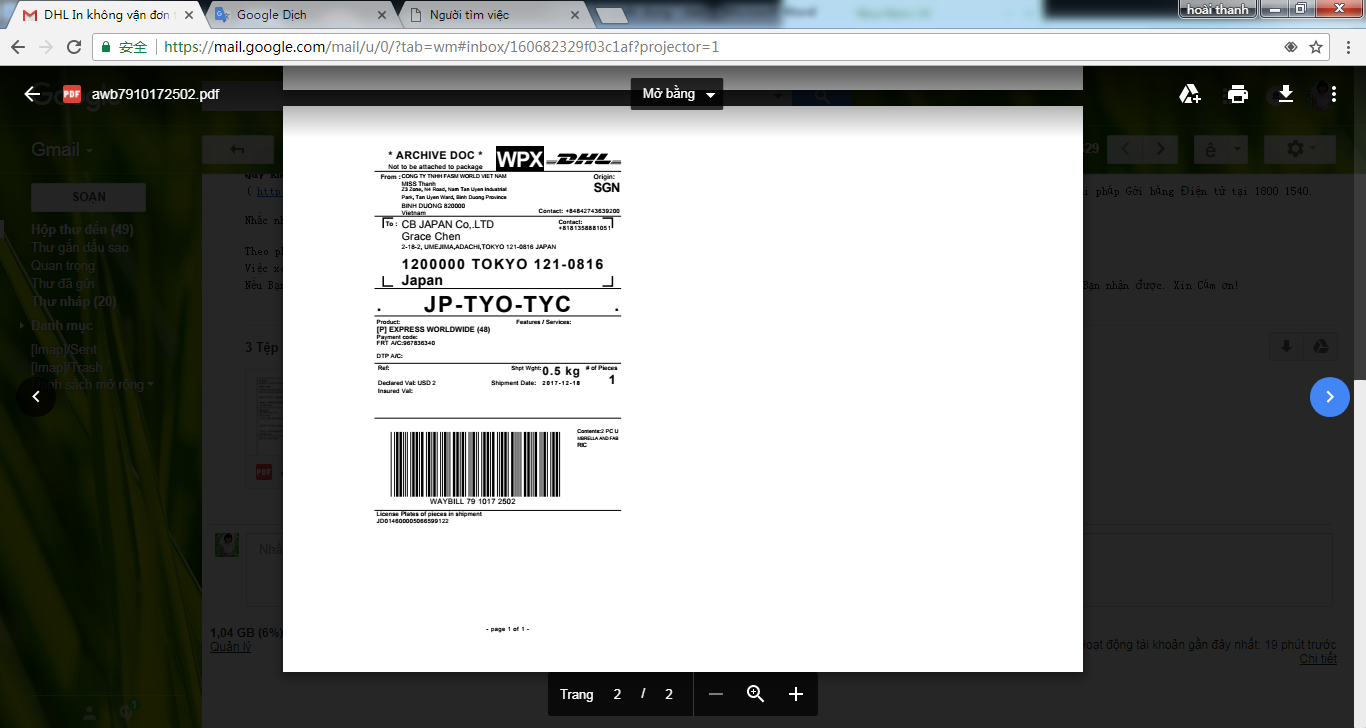 DHL In không vận đơn
Google Dịch
Người tìm việc
hoài thanh
安全
https://mail.google.com/mail/u/0/?tab=wm#inbox/160682329f03c1af?projector=1
PDF
awb7910172502.pdf
Mở bằng
Google
Gmail
SOẠN
Hộp thư đến (49)
Thư gắn dấu sao
Quan trọng
Thư đã gửi
Thư nháp (20)
Danh mục
[Imap]/Sent
[Imap]/Trash
Danh sách mở rộng
pháp Gởi hàng Điện tử tại 1800 1540.
Bạn nhận được. Xin Cảm ơn!
3 Tệp
* ARCHIVE DOC *
Not to be attached to package
WPX
DHL
From :
CONG TY TNHH FASM WORLD VIET NAM
MISS Thanh
Z3 Zone, N4 Road, Nam Tan Uyen Industrial
Park, Tan Uyen Ward, Binh Duong Province
BINH DUONG 820000
Vietnam
Origin:
SGN
Contact: +84842743639200
To :
CB JAPAN Co,.LTD
Grace Chen
2-18-2, UMEJIMA,ADACHI,TOKYO 121-0816 JAPAN
Contact:
+8181358881051
1200000 TOKYO 121-0816
Japan
JP-TYO-TYC
Product:
[P] EXPRESS WORLDWIDE (48)
Features / Services:
Payment code:
FRT A/C:967836340
DTP A/C:
Ref:
Shpt Wght:
0.5 kg
# of Pieces
1
Declared Val: USD 2
Shipment Date:
2017-12-18
Insured Val:
Contents:2 PC U
MBRELLA AND FAB
RIC
WAYBILL 79 1017 2502
License Plates of pieces in shipment
JD014600005066599122
- page 1 of 1 -
1,04 GB (6%)
Quản lý
oạt động tài khoản gần đây nhất: 19 phút trước
Chi tiết
Trang 2 / 2